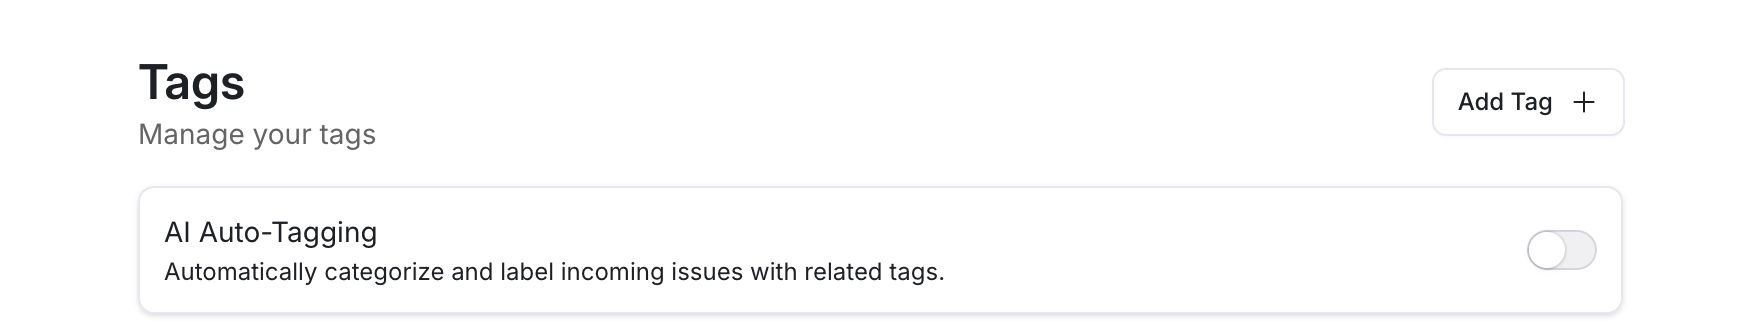 Tags
Manage your tags
Add Tag
AI Auto-Tagging
Automatically categorize and label incoming issues with related tags.